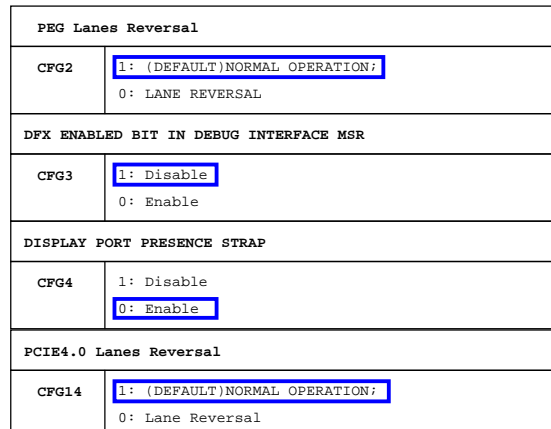 PEG Lanes Reversal
CFG2
1: (DEFAULT)NORMAL OPERATION;
0: LANE REVERSAL
DFX ENABLED BIT IN DEBUG INTERFACE MSR
CFG3
1: Disable
0: Enable
DISPLAY PORT PRESENCE STRAP
CFG4
1: Disable
0: Enable
PCIE4.0 Lanes Reversal
CFG14
1: (DEFAULT)NORMAL OPERATION;
0: Lane Reversal